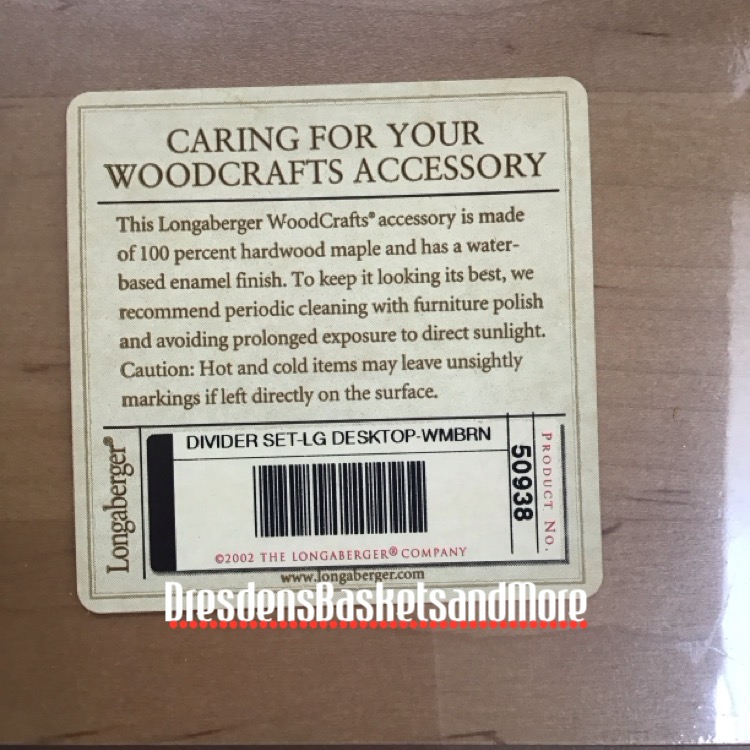 CARING FOR YOUR
WOODCRAFTS ACCESSORY
This Longaberger WoodCrafts® accessory is made
of 100 percent hardwood maple and has a water-
based enamel finish. To keep it looking its best, we
recommend periodic cleaning with furniture polish
and avoiding prolonged exposure to direct sunlight.
Caution: Hot and cold items may leave unsightly
markings if left directly on the surface.
Longaberger®
DIVIDER SET-LG DESKTOP-WMBRN
50938
PRODUCT NO.
©2002 THE LONGABERGER® COMPANY
www.longaberger.com
DresdensBasketsandMore